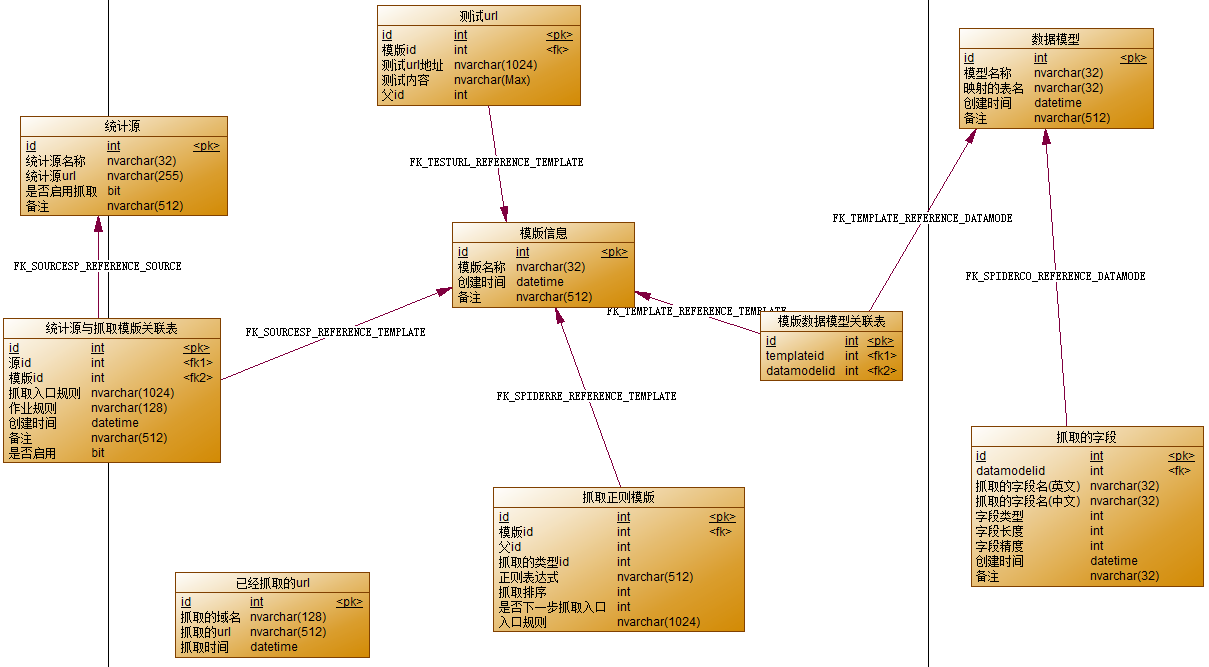 测试url
id int <pk>
模版id int <fk>
测试url地址 nvarchar(1024)
测试内容 nvarchar(Max)
父id int
数据模型
id int <pk>
模型名称 nvarchar(32)
映射的表名 nvarchar(32)
创建时间 datetime
备注 nvarchar(512)
统计源
id int <pk>
统计源名称 nvarchar(32)
统计源url nvarchar(255)
是否启用抓取 bit
备注 nvarchar(512)
FK_TESTURL_REFERENCE_TEMPLATE
FK_TEMPLATE_REFERENCE_DATAMODE
模版信息
id int <pk>
模版名称 nvarchar(32)
创建时间 datetime
备注 nvarchar(512)
FK_SOURCESP_REFERENCE_SOURCE
FK_SPIDERCO_REFERENCE_DATAMODE
FK_TEMPLATE_REFERENCE_TEMPLATE
统计源与抓取模版关联表
id int <pk>
源id int <fk1>
模版id int <fk2>
抓取入口规则 nvarchar(1024)
作业规则 nvarchar(128)
创建时间 datetime
备注 nvarchar(512)
是否启用 bit
FK_SOURCESP_REFERENCE_TEMPLATE
模版数据模型关联表
id int <pk>
templateid int <fk1>
datamodelid int <fk2>
FK_SPIDERRE_REFERENCE_TEMPLATE
抓取的字段
id int <pk>
datamodelid int <fk>
抓取的字段名(英文) nvarchar(32)
抓取的字段名(中文) nvarchar(32)
字段类型 int
字段长度 int
字段精度 int
创建时间 datetime
备注 nvarchar(32)
抓取正则模版
id int <pk>
模版id int <fk>
父id int
抓取的类型id int
正则表达式 nvarchar(512)
抓取排序 int
是否下一步抓取入口 int
入口规则 nvarchar(1024)
已经抓取的url
id int <pk>
抓取的域名 nvarchar(128)
抓取的url nvarchar(512)
抓取时间 datetime